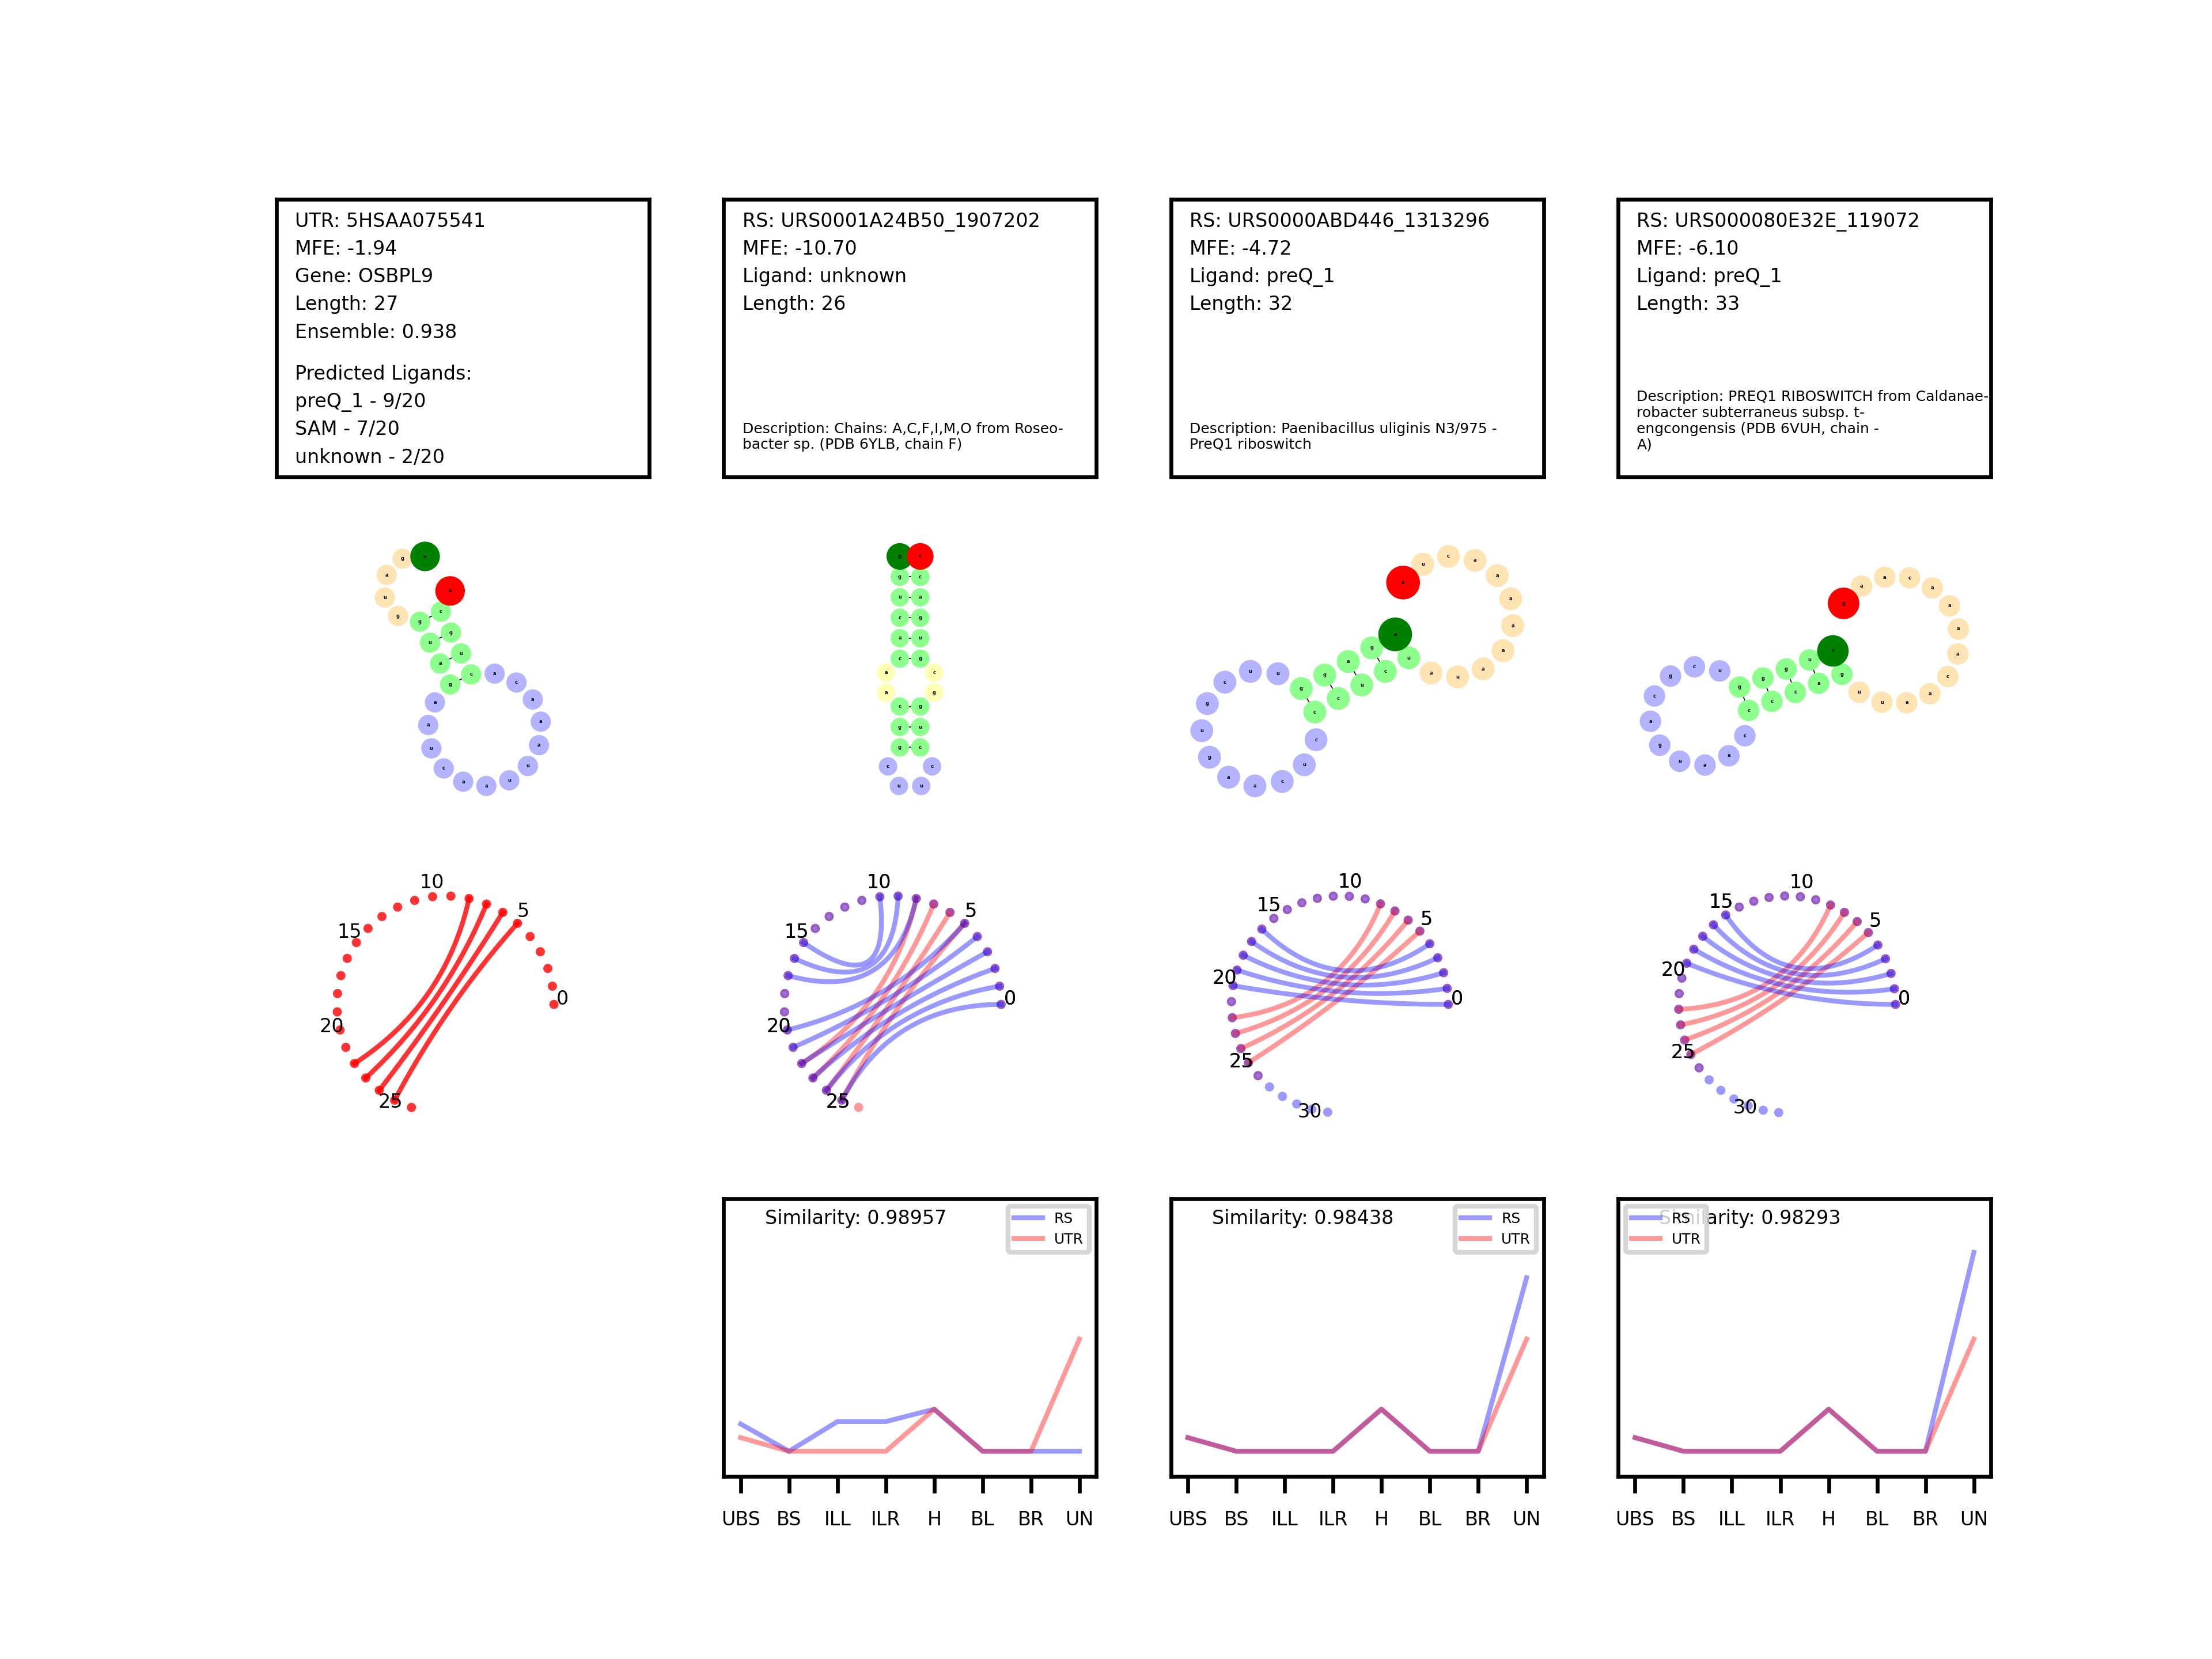 UTR: 5HSAA075541
MFE: -1.94
Gene: OSBPL9
Length: 27
Ensemble: 0.938
Predicted Ligands:
preQ_1 - 9/20
SAM - 7/20
unknown - 2/20
RS: URS0001A24B50_1907202
MFE: -10.70
Ligand: unknown
Length: 26
Description: Chains: A,C,F,I,M,O from Roseo-
bacter sp. (PDB 6YLB, chain F)
RS: URS0000ABD446_1313296
MFE: -4.72
Ligand: preQ_1
Length: 32
Description: Paenibacillus uliginis N3/975 -
PreQ1 riboswitch
RS: URS000080E32E_119072
MFE: -6.10
Ligand: preQ_1
Length: 33
Description: PREQ1 RIBOSWITCH from Caldanae-
robacter subterraneus subsp. t-
engcongensis (PDB 6VUH, chain -
A)
0 5 10 15 20 25
0 5 10 15 20 25
0 5 10 15 20 25 30
0 5 10 15 20 25 30
Similarity: 0.98957
RS
UTR
UBS BS ILL ILR H BL BR UN
Similarity: 0.98438
RS
UTR
UBS BS ILL ILR H BL BR UN
Similarity: 0.98293
RS
UTR
UBS BS ILL ILR H BL BR UN